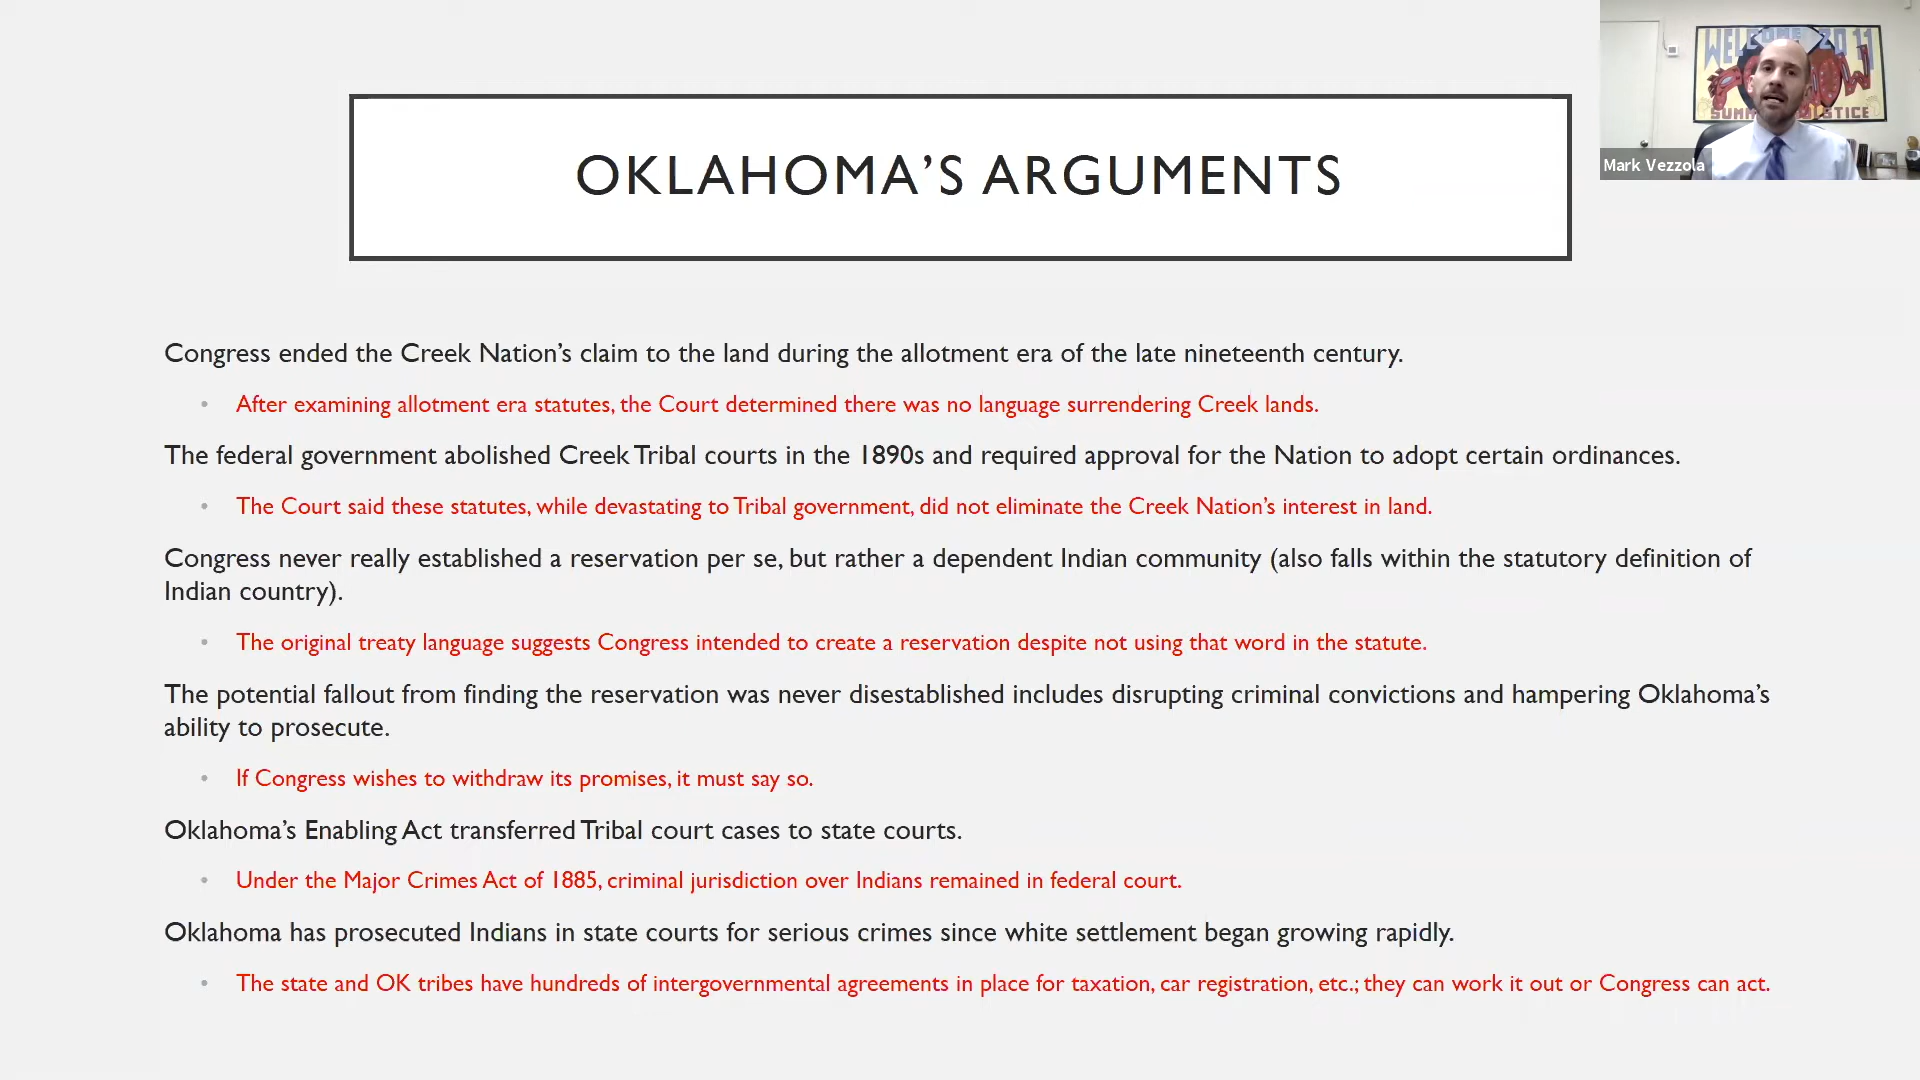 WELCOME 2011
POW WOW
Mark Vezzola
OKLAHOMA’S ARGUMENTS
Congress ended the Creek Nation’s claim to the land during the allotment era of the late nineteenth century.
• After examining allotment era statutes, the Court determined there was no language surrendering Creek lands.
The federal government abolished Creek Tribal courts in the 1890s and required approval for the Nation to adopt certain ordinances.
• The Court said these statutes, while devastating to Tribal government, did not eliminate the Creek Nation’s interest in land.
Congress never really established a reservation per se, but rather a dependent Indian community (also falls within the statutory definition of
Indian country).
• The original treaty language suggests Congress intended to create a reservation despite not using that word in the statute.
The potential fallout from finding the reservation was never disestablished includes disrupting criminal convictions and hampering Oklahoma’s
ability to prosecute.
• If Congress wishes to withdraw its promises, it must say so.
Oklahoma’s Enabling Act transferred Tribal court cases to state courts.
• Under the Major Crimes Act of 1885, criminal jurisdiction over Indians remained in federal court.
Oklahoma has prosecuted Indians in state courts for serious crimes since white settlement began growing rapidly.
• The state and OK tribes have hundreds of intergovernmental agreements in place for taxation, car registration, etc.; they can work it out or Congress can act.